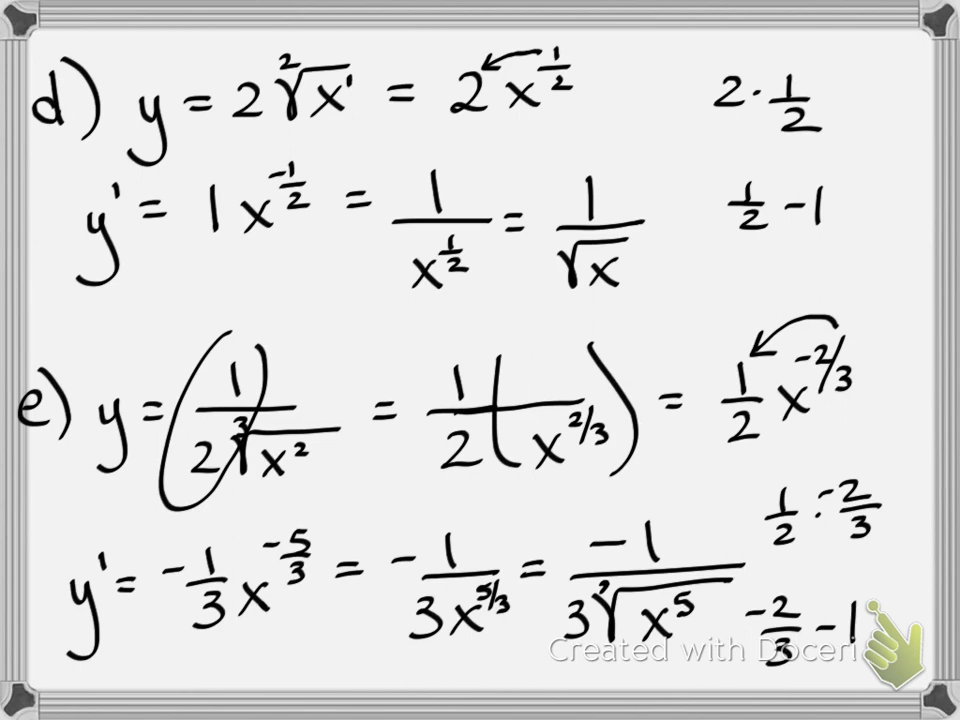 d) y = 2 ²√x¹ = 2x^(1/2) 2 · 1/2
y' = 1x^(-1/2) = 1/x^(1/2) = 1/√x 1/2 - 1
e) y = 1/(2 ³√x²) = 1/2 (1/x^(2/3)) = 1/2 x^(-2/3)
1/2 · -2/3
y' = -1/3 x^(-5/3) = -1/(3x^(5/3)) = -1/(3 ³√x⁵) -2/3 - 1
Created with Doceri